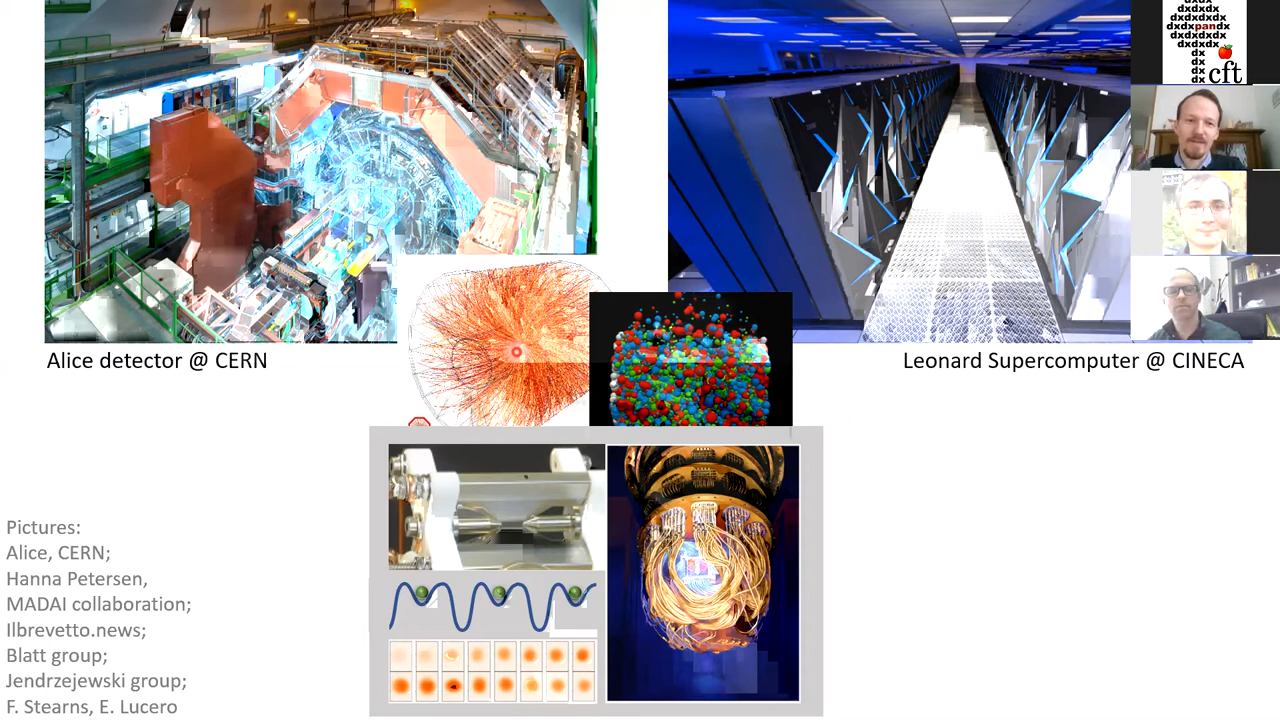 dxdxdx
dxdxdxdx
dxdxpandx
dxdxdxdx
dxdxdx
dx
dx
dx
dx
cft
Alice detector @ CERN
Leonard Supercomputer @ CINECA
Pictures:
Alice, CERN;
Hanna Petersen,
MADAI collaboration;
Ilbrevetto.news;
Blatt group;
Jendrzejewski group;
F. Stearns, E. Lucero